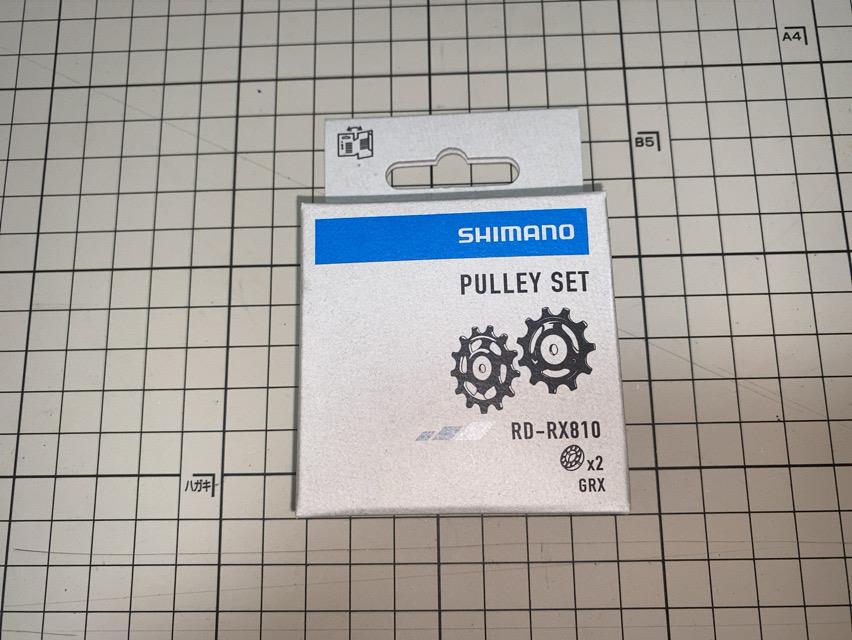 A4
B5
SHIMANO
PULLEY SET
RD-RX810
x2
GRX
ハガキ